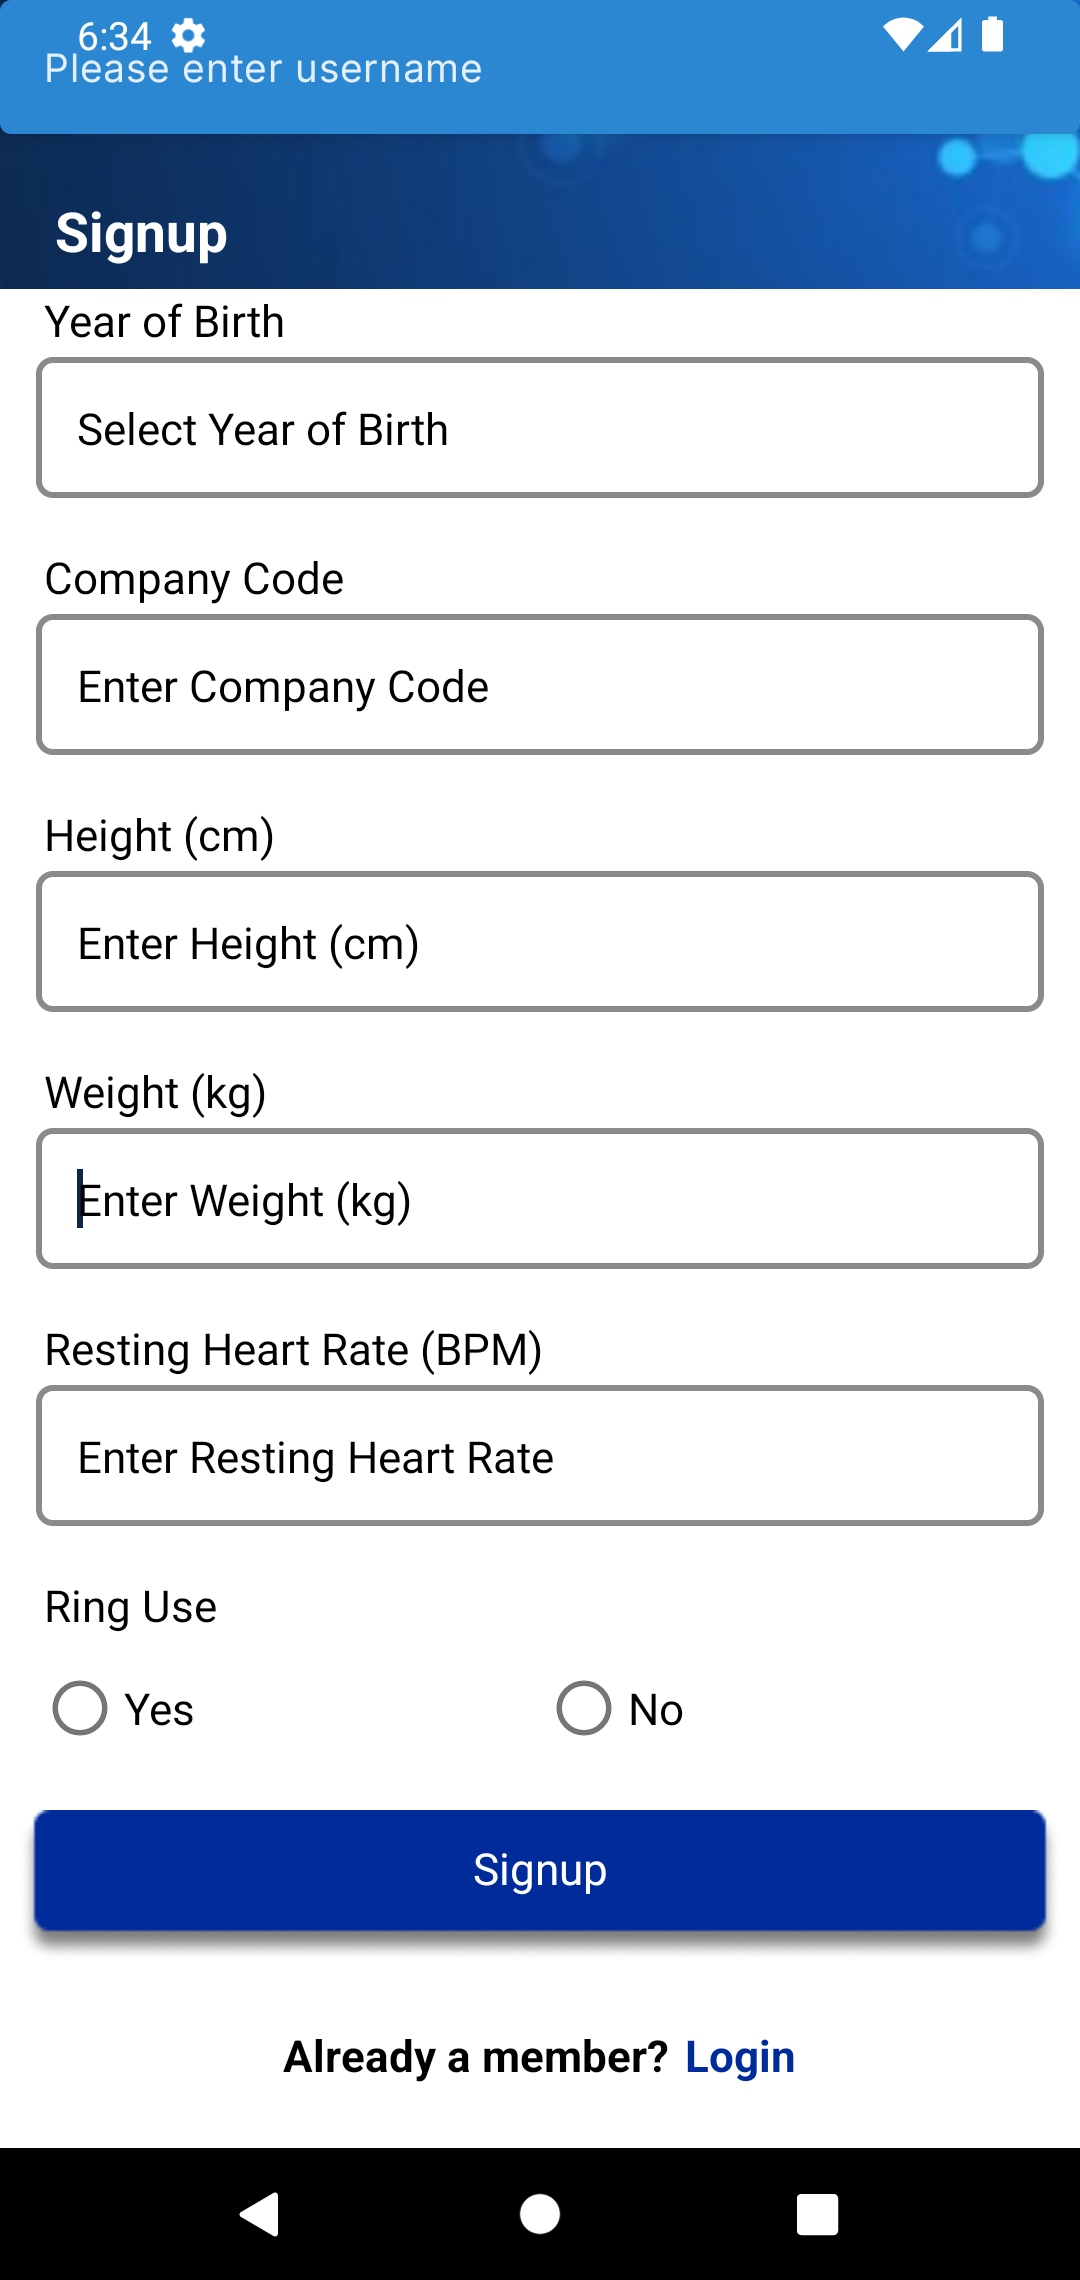 6:34
Please enter username
Signup
Year of Birth
Select Year of Birth
Company Code
Enter Company Code
Height (cm)
Enter Height (cm)
Weight (kg)
Enter Weight (kg)
Resting Heart Rate (BPM)
Enter Resting Heart Rate
Ring Use
Yes No
Signup
Already a member? Login